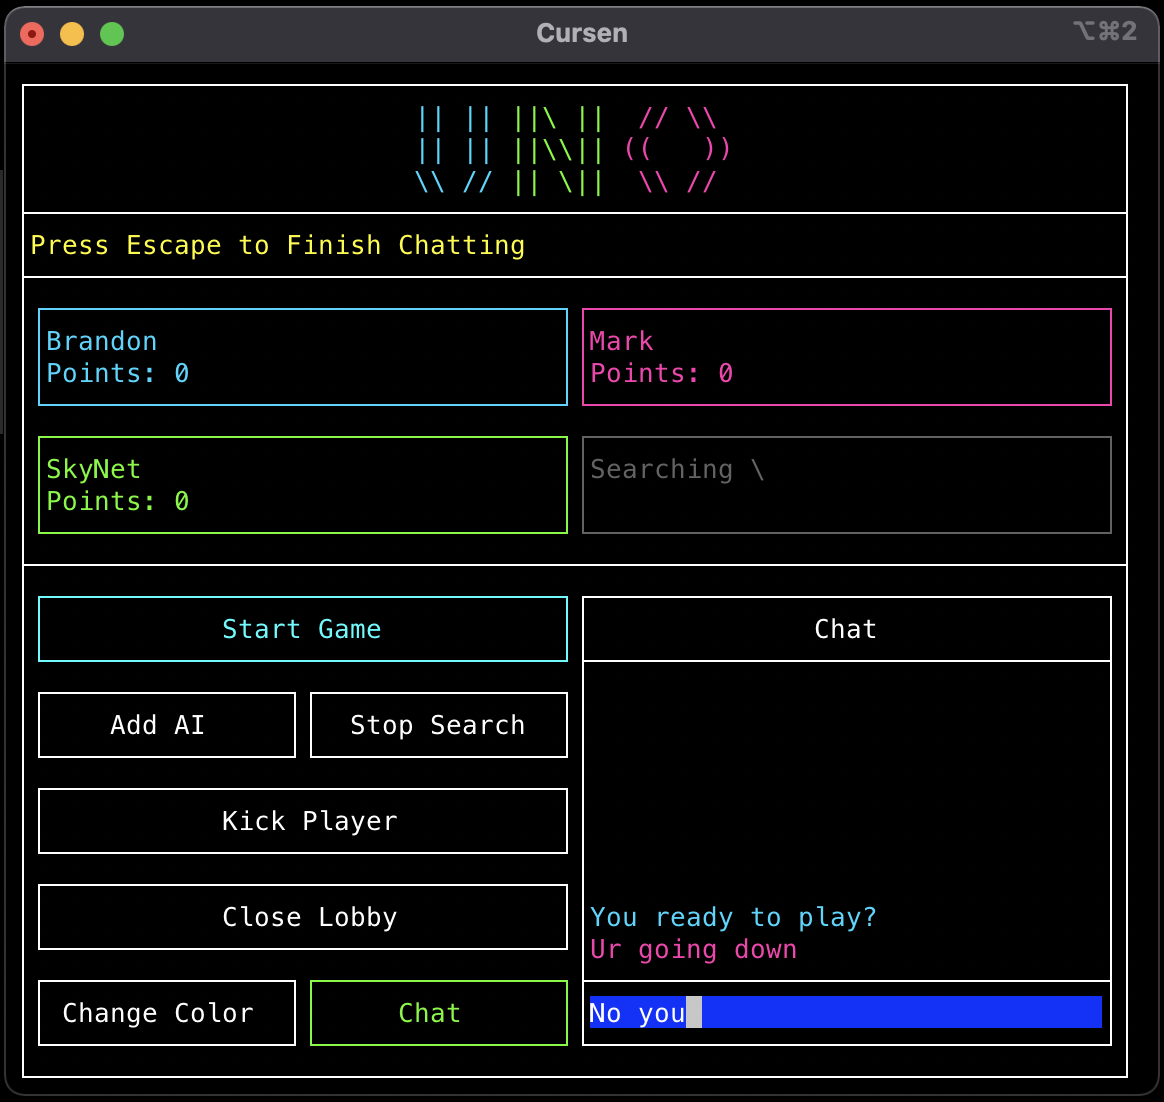 Cursen
⌥⌘2
|| || ||\ ||  // \\
|| || ||\\|| ((   ))
\\ // || \||  \\ //
Press Escape to Finish Chatting
Brandon
Points: 0
Mark
Points: 0
SkyNet
Points: 0
Searching \
Start Game
Add AI
Stop Search
Kick Player
Close Lobby
Change Color
Chat
Chat
You ready to play?
Ur going down
No you